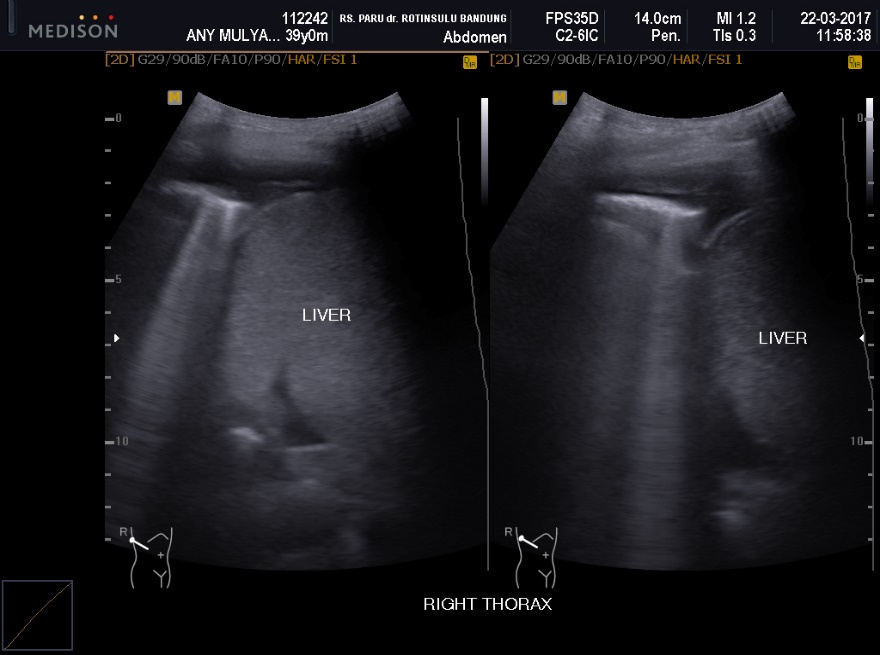 MEDISON
112242
ANY MULYA... 39y0m
RS. PARU dr. ROTINSULU BANDUNG
Abdomen
FPS35D
C2-6IC
14.0cm
Pen.
MI 1.2
TIs 0.3
22-03-2017
11:58:38
[2D] G29/90dB/FA10/P90/HAR/FSI 1
[2D] G29/90dB/FA10/P90/HAR/FSI 1
M
M
0
0
5
5
LIVER
LIVER
10
10
R
R
RIGHT THORAX